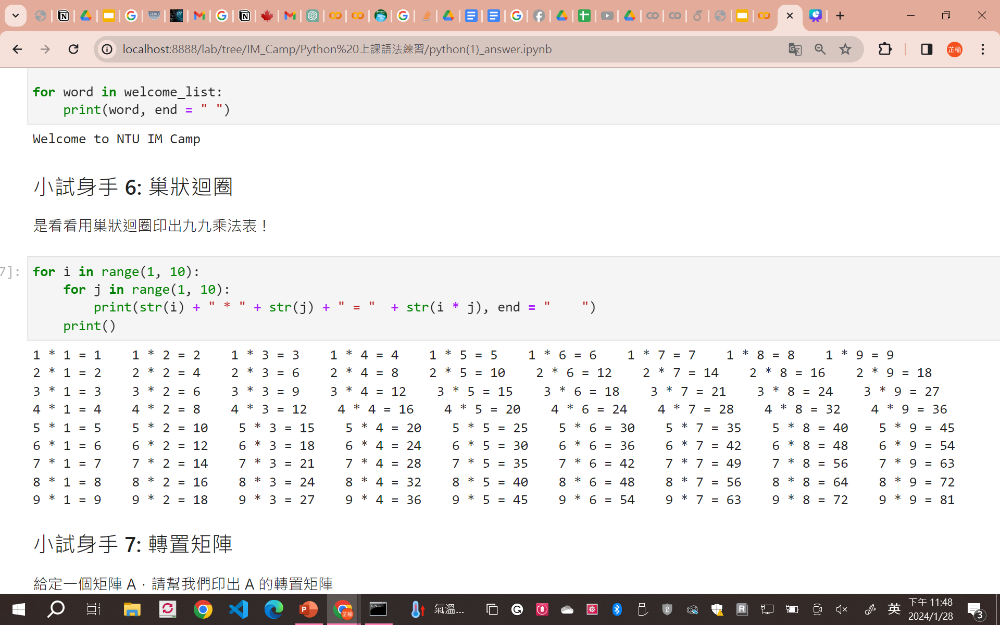 localhost:8888/lab/tree/IM_Camp/Python%20上課語法練習/python(1)_answer.ipynb
芷榆
for word in welcome_list:
    print(word, end = " ")
Welcome to NTU IM Camp
小試身手 6: 巢狀迴圈
是看看用巢狀迴圈印出九九乘法表！
7]:
for i in range(1, 10):
    for j in range(1, 10):
        print(str(i) + " * " + str(j) + " = "  + str(i * j), end = "    ")
    print()
1 * 1 = 1    1 * 2 = 2    1 * 3 = 3    1 * 4 = 4    1 * 5 = 5    1 * 6 = 6    1 * 7 = 7    1 * 8 = 8    1 * 9 = 9
2 * 1 = 2    2 * 2 = 4    2 * 3 = 6    2 * 4 = 8    2 * 5 = 10    2 * 6 = 12    2 * 7 = 14    2 * 8 = 16    2 * 9 = 18
3 * 1 = 3    3 * 2 = 6    3 * 3 = 9    3 * 4 = 12    3 * 5 = 15    3 * 6 = 18    3 * 7 = 21    3 * 8 = 24    3 * 9 = 27
4 * 1 = 4    4 * 2 = 8    4 * 3 = 12    4 * 4 = 16    4 * 5 = 20    4 * 6 = 24    4 * 7 = 28    4 * 8 = 32    4 * 9 = 36
5 * 1 = 5    5 * 2 = 10    5 * 3 = 15    5 * 4 = 20    5 * 5 = 25    5 * 6 = 30    5 * 7 = 35    5 * 8 = 40    5 * 9 = 45
6 * 1 = 6    6 * 2 = 12    6 * 3 = 18    6 * 4 = 24    6 * 5 = 30    6 * 6 = 36    6 * 7 = 42    6 * 8 = 48    6 * 9 = 54
7 * 1 = 7    7 * 2 = 14    7 * 3 = 21    7 * 4 = 28    7 * 5 = 35    7 * 6 = 42    7 * 7 = 49    7 * 8 = 56    7 * 9 = 63
8 * 1 = 8    8 * 2 = 16    8 * 3 = 24    8 * 4 = 32    8 * 5 = 40    8 * 6 = 48    8 * 7 = 56    8 * 8 = 64    8 * 9 = 72
9 * 1 = 9    9 * 2 = 18    9 * 3 = 27    9 * 4 = 36    9 * 5 = 45    9 * 6 = 54    9 * 7 = 63    9 * 8 = 72    9 * 9 = 81
小試身手 7: 轉置矩陣
給定一個矩陣 A，請幫我們印出 A 的轉置矩陣
氣溫...
英
下午 11:48
2024/1/28
3